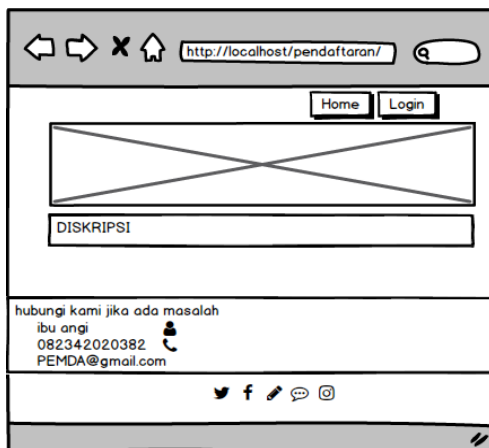 http://localhost/pendaftaran/
Home Login
DISKRIPSI
hubungi kami jika ada masalah
ibu angi
082342020382
PEMDA@gmail.com